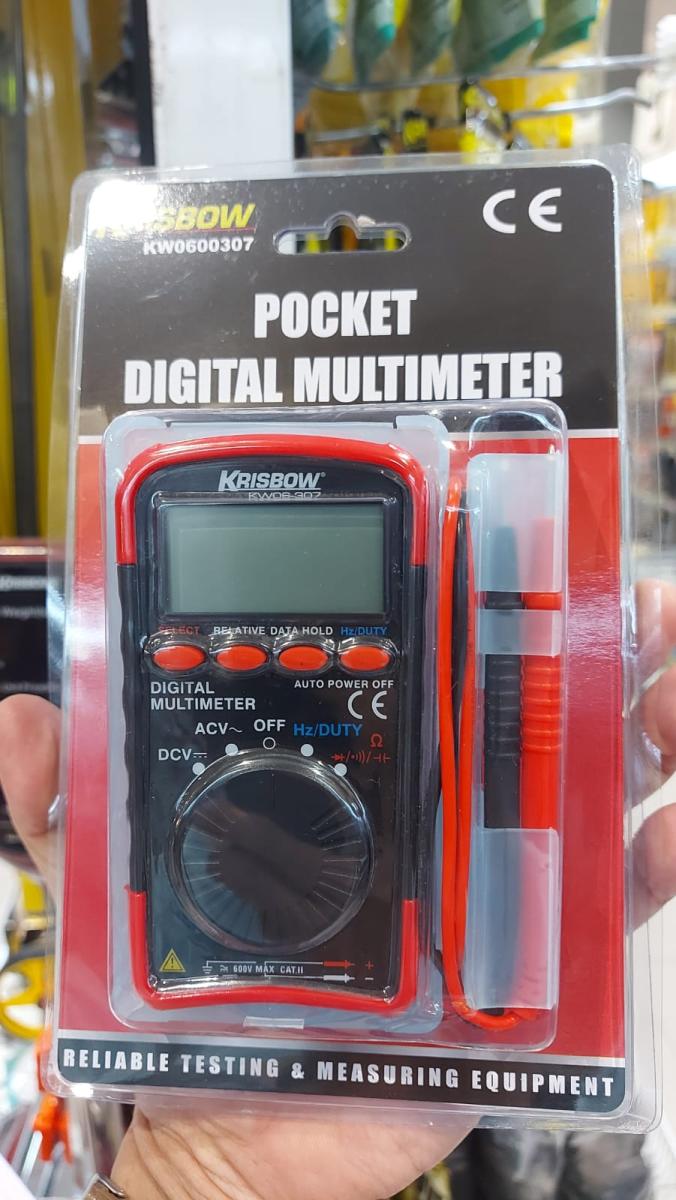 KRISBOW
KW0600307
CE
POCKET
DIGITAL MULTIMETER
KRISBOW®
KW06-307
SELECT RELATIVE DATA HOLD Hz/DUTY
DIGITAL
MULTIMETER
AUTO POWER OFF
CE
DCV ACV~ OFF Hz/DUTY Ω
600V MAX CAT.II
+
−
RELIABLE TESTING & MEASURING EQUIPMENT